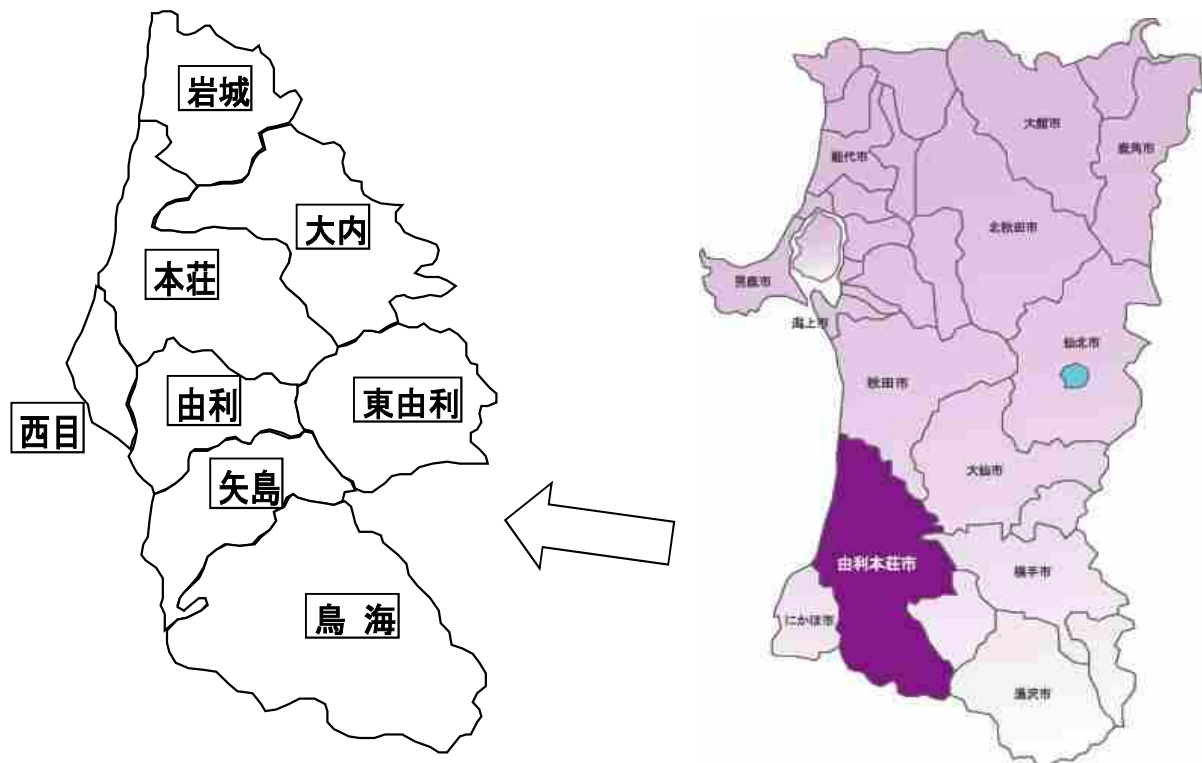 岩城
大内
本荘
由利
東由利
西目
矢島
鳥 海
大館市
鹿角市
能代市
北秋田市
男鹿市
潟上市
仙北市
秋田市
大仙市
由利本荘市
横手市
にかほ市
湯沢市